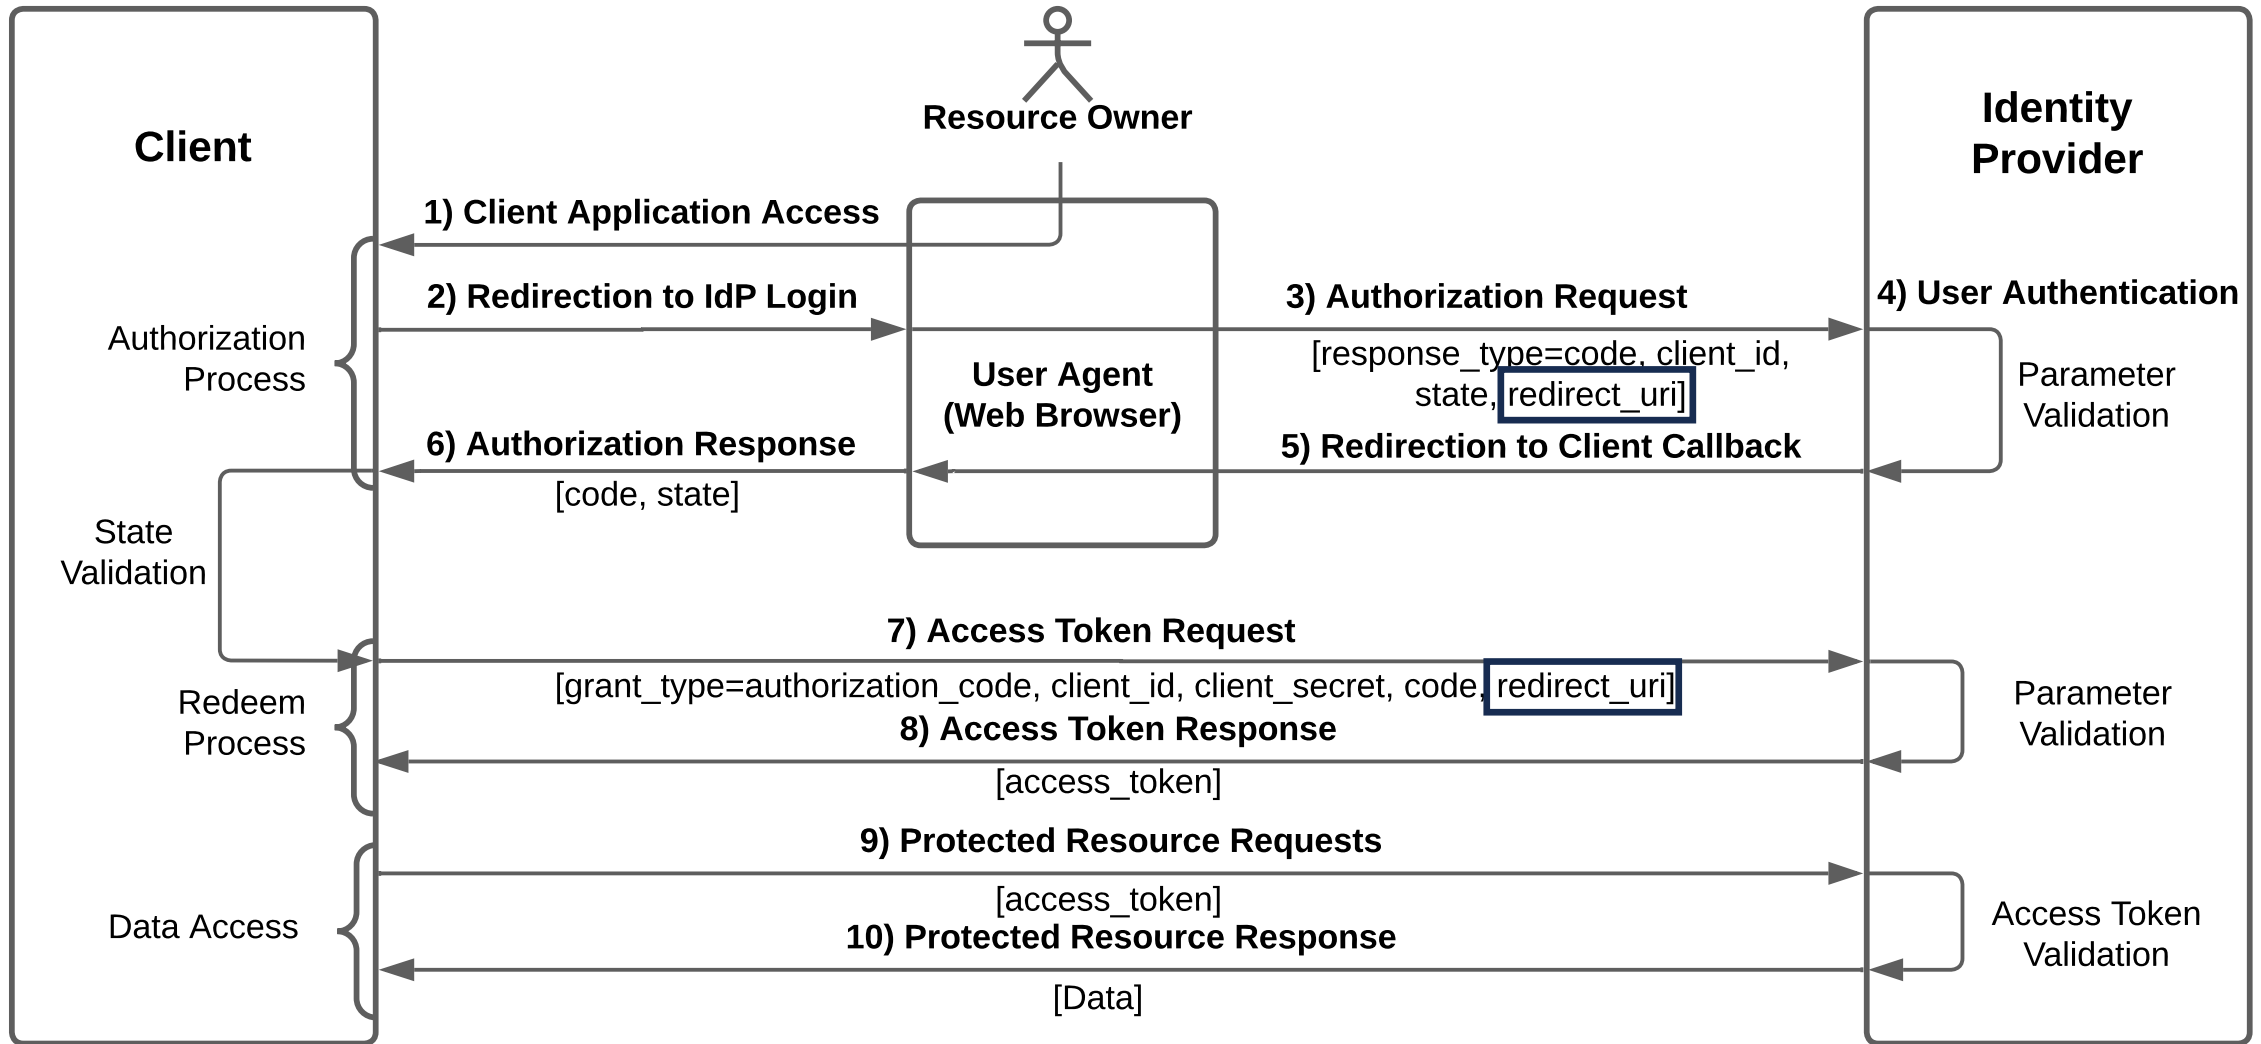 Client
Resource Owner
Identity
Provider
1) Client Application Access
2) Redirection to IdP Login
3) Authorization Request
4) User Authentication
Authorization
Process
[response_type=code, client_id,
state, redirect_uri]
User Agent
(Web Browser)
Parameter
Validation
6) Authorization Response
5) Redirection to Client Callback
[code, state]
State
Validation
7) Access Token Request
[grant_type=authorization_code, client_id, client_secret, code, redirect_uri]
Redeem
Process
Parameter
Validation
8) Access Token Response
[access_token]
9) Protected Resource Requests
[access_token]
Data Access
Access Token
Validation
10) Protected Resource Response
[Data]